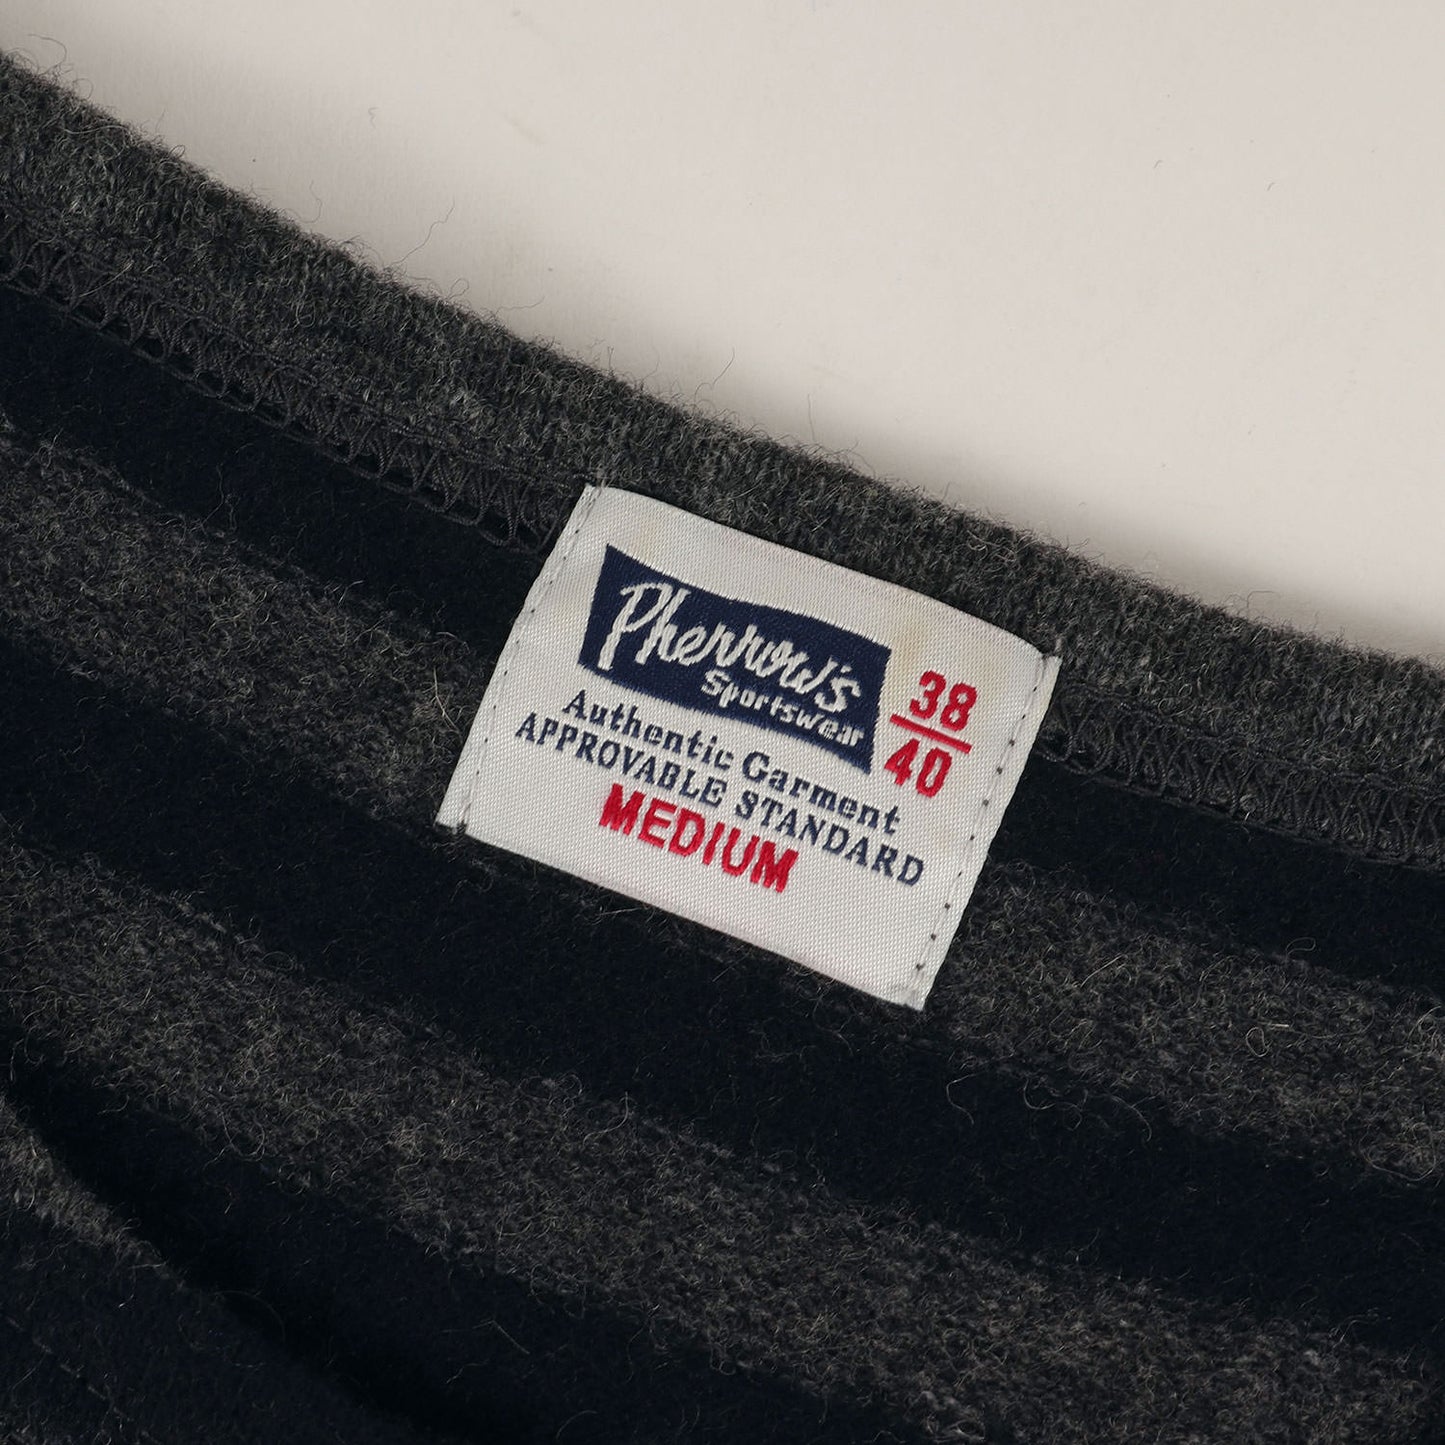 Pherrow's
Sportswear
38
40
Authentic Garment
APPROVABLE STANDARD
MEDIUM